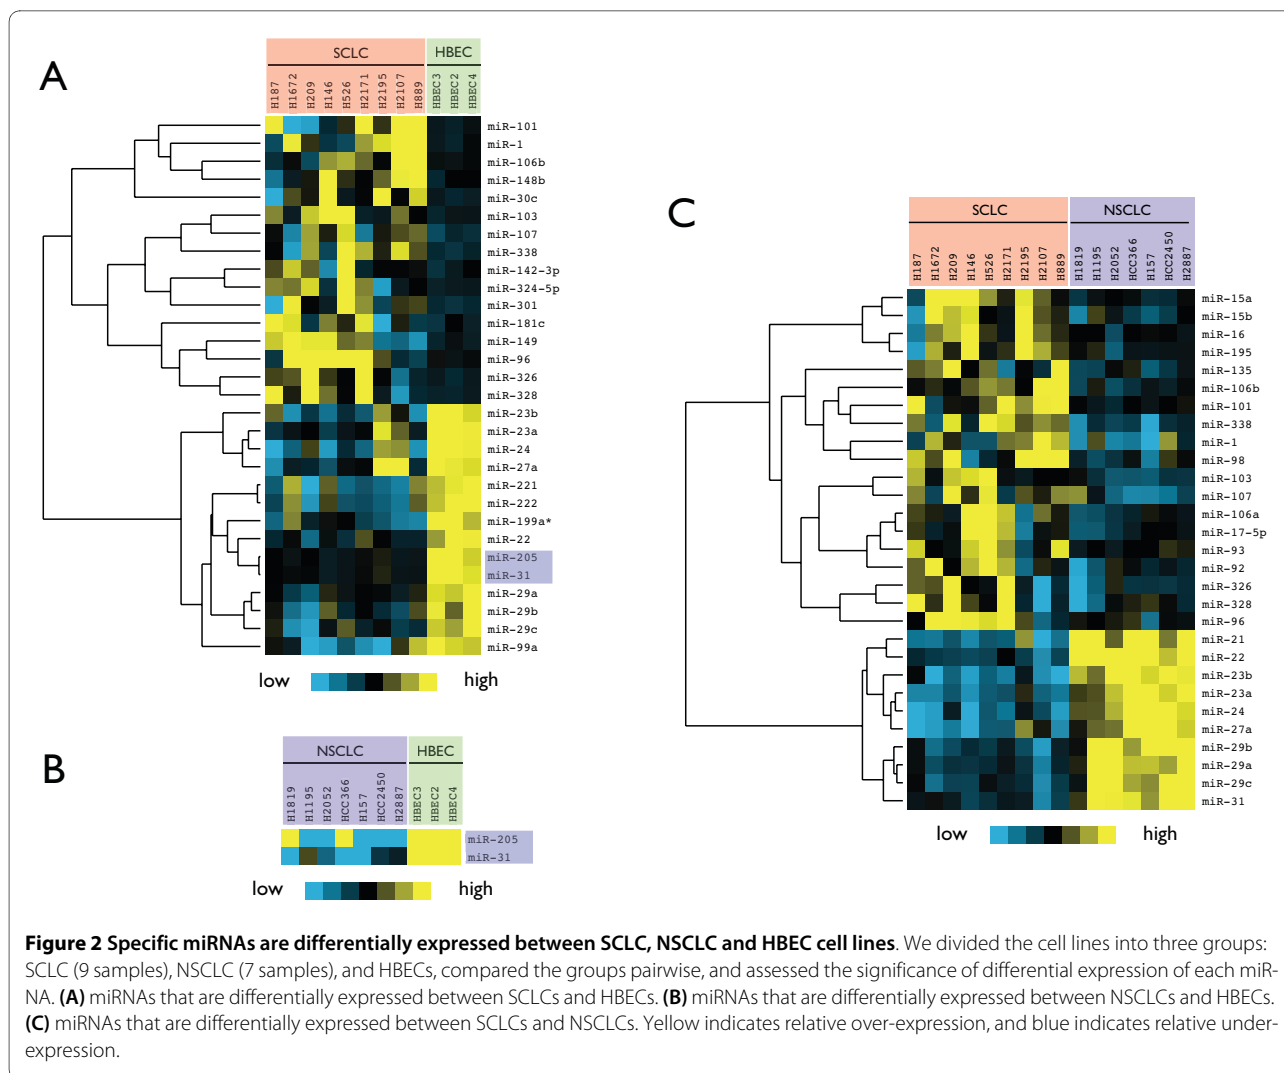 A
SCLC
HBEC
H187
H1672
H209
H146
H526
H2171
H2195
H2107
H889
HBEC3
HBEC2
HBEC4
miR-101
miR-1
miR-106b
miR-148b
miR-30c
miR-103
miR-107
miR-338
miR-142-3p
miR-324-5p
miR-301
miR-181c
miR-149
miR-96
miR-326
miR-328
miR-23b
miR-23a
miR-24
miR-27a
miR-221
miR-222
miR-199a*
miR-22
miR-205
miR-31
miR-29a
miR-29b
miR-29c
miR-99a
low
high
B
NSCLC
HBEC
H1819
H1195
H2052
HCC366
H157
HCC2450
H2887
HBEC3
HBEC2
HBEC4
miR-205
miR-31
low
high
C
SCLC
NSCLC
H187
H1672
H209
H146
H526
H2171
H2195
H2107
H889
H1819
H1195
H2052
HCC366
H157
HCC2450
H2887
miR-15a
miR-15b
miR-16
miR-195
miR-135
miR-106b
miR-101
miR-338
miR-1
miR-98
miR-103
miR-107
miR-106a
miR-17-5p
miR-93
miR-92
miR-326
miR-328
miR-96
miR-21
miR-22
miR-23b
miR-23a
miR-24
miR-27a
miR-29b
miR-29a
miR-29c
miR-31
low
high
Figure 2 Specific miRNAs are differentially expressed between SCLC, NSCLC and HBEC cell lines. We divided the cell lines into three groups:
SCLC (9 samples), NSCLC (7 samples), and HBECs, compared the groups pairwise, and assessed the significance of differential expression of each miR-
NA. (A) miRNAs that are differentially expressed between SCLCs and HBECs. (B) miRNAs that are differentially expressed between NSCLCs and HBECs.
(C) miRNAs that are differentially expressed between SCLCs and NSCLCs. Yellow indicates relative over-expression, and blue indicates relative under-
expression.